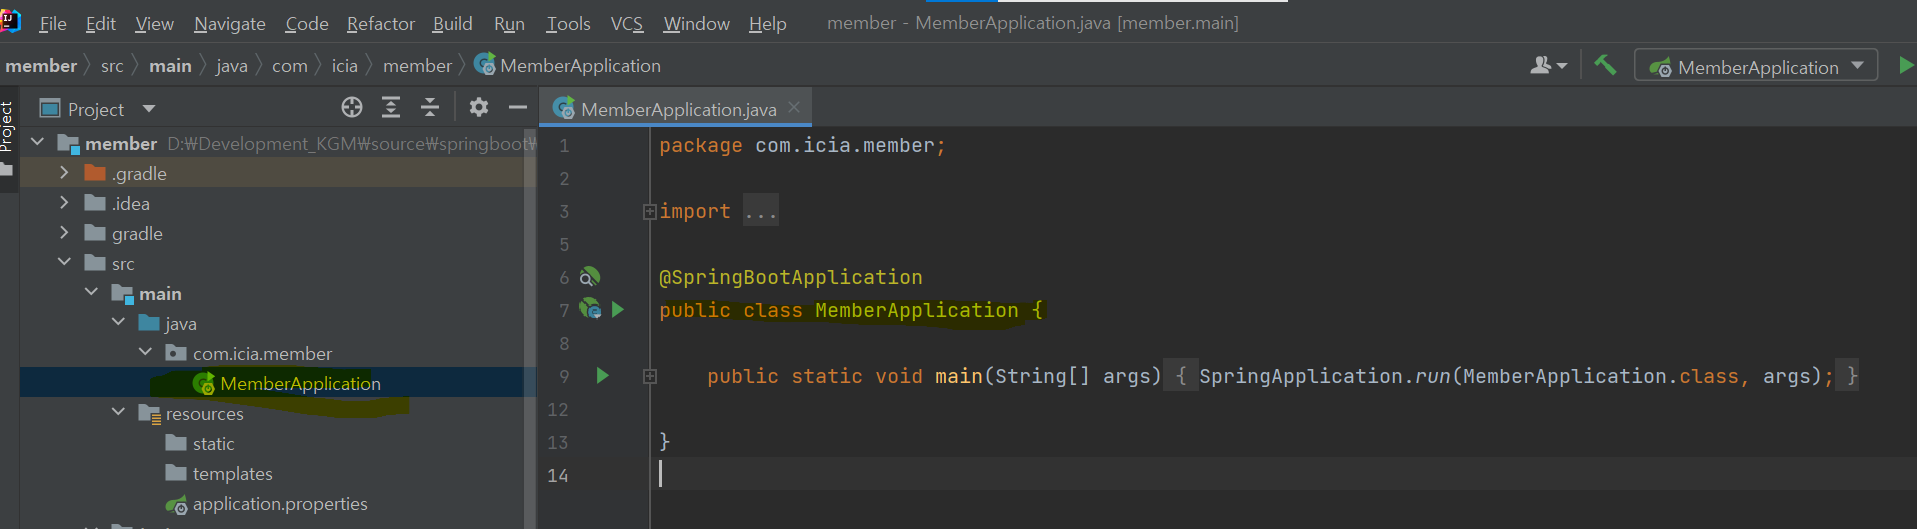 File Edit View Navigate Code Refactor Build Run Tools VCS Window Help member - MemberApplication.java [member.main]
member src main java com icia member MemberApplication MemberApplication
Project Project MemberApplication.java
member D:₩Development_KGM₩source₩springboot₩
.gradle
.idea
gradle
src
main
java
com.icia.member
MemberApplication
resources
static
templates
application.properties
1 package com.icia.member;
2
3 import ...
5
6 @SpringBootApplication
7 public class MemberApplication {
8
9 public static void main(String[] args) { SpringApplication.run(MemberApplication.class, args); }
12
13 }
14